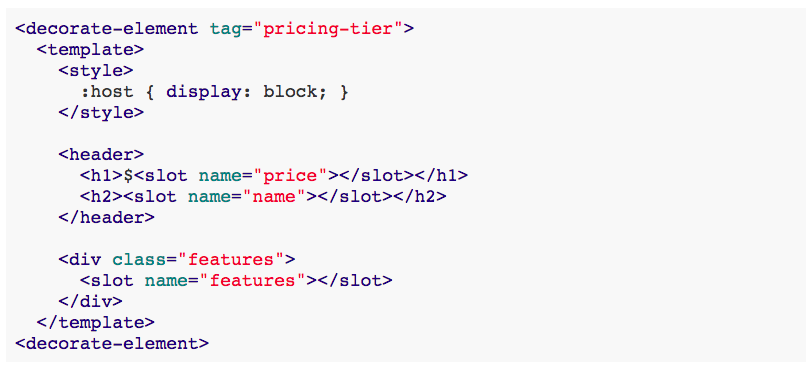 <decorate-element tag="pricing-tier">
  <template>
    <style>
      :host { display: block; }
    </style>

    <header>
      <h1>$<slot name="price"></slot></h1>
      <h2><slot name="name"></slot></h2>
    </header>

    <div class="features">
      <slot name="features"></slot>
    </div>
  </template>
<decorate-element>